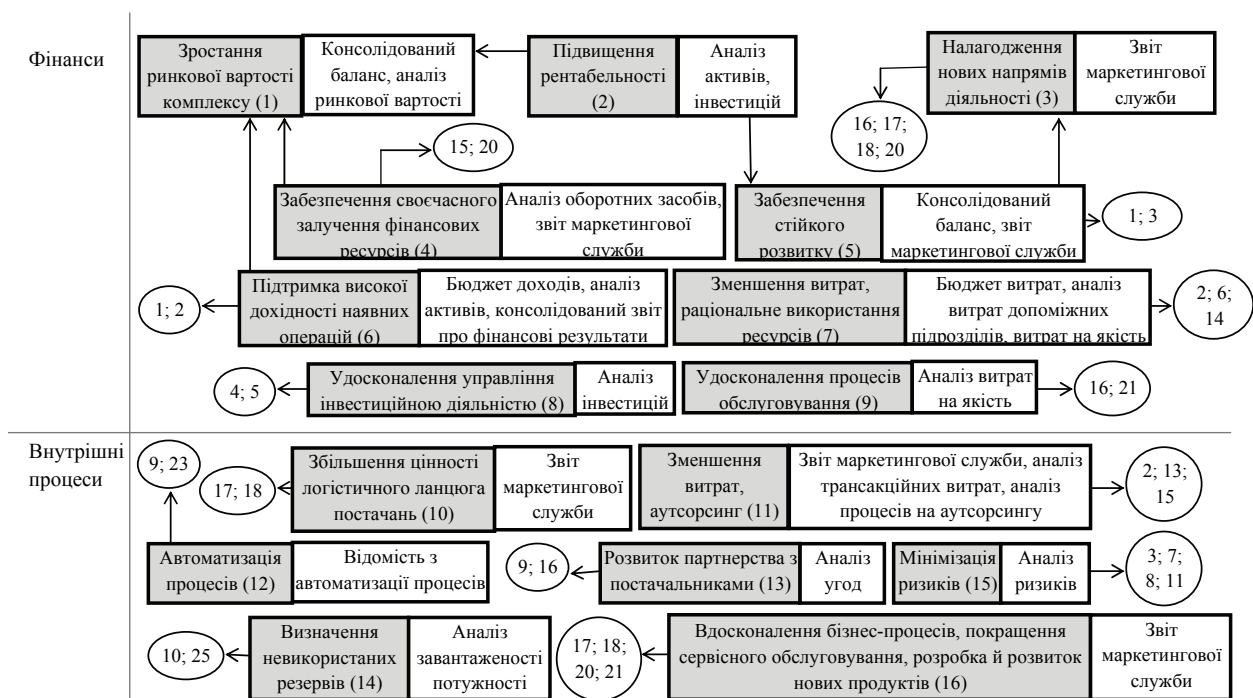 Фінанси
Зростання
ринкової вартості
комплексу (1)
Консолідований
баланс, аналіз
ринкової вартості
Підвищення
рентабельності
(2)
Аналіз
активів,
інвестицій
Налагодження
нових напрямів
діяльності (3)
Звіт
маркетингової
служби
16; 17;
18; 20
15; 20
Забезпечення своєчасного
залучення фінансових
ресурсів (4)
Аналіз оборотних засобів,
звіт маркетингової
служби
Забезпечення
стійкого
розвитку (5)
Консолідований
баланс, звіт
маркетингової служби
1; 3
1; 2
Підтримка високої
дохідності наявних
операцій (6)
Бюджет доходів, аналіз
активів, консолідований звіт
про фінансові результати
Зменшення витрат,
раціональне використання
ресурсів (7)
Бюджет витрат, аналіз
витрат допоміжних
підрозділів, витрат на якість
2; 6;
14
4; 5
Удосконалення управління
інвестиційною діяльністю (8)
Аналіз
інвестицій
Удосконалення процесів
обслуговування (9)
Аналіз витрат
на якість
16; 21
Внутрішні
процеси
9; 23
17; 18
Збільшення цінності
логістичного ланцюга
постачань (10)
Звіт
маркетингової
служби
Зменшення
витрат,
аутсорсинг (11)
Звіт маркетингової служби, аналіз
трансакційних витрат, аналіз
процесів на аутсорсингу
2; 13;
15
Автоматизація
процесів (12)
Відомість з
автоматизації процесів
9; 16
Розвиток партнерства з
постачальниками (13)
Аналіз
угод
Мінімізація
ризиків (15)
Аналіз
ризиків
3; 7;
8; 11
10; 25
Визначення
невикористаних
резервів (14)
Аналіз
завантаженості
потужності
17; 18;
20; 21
Вдосконалення бізнес-процесів, покращення
сервісного обслуговування, розробка й розвиток
нових продуктів (16)
Звіт
маркетингової
служби